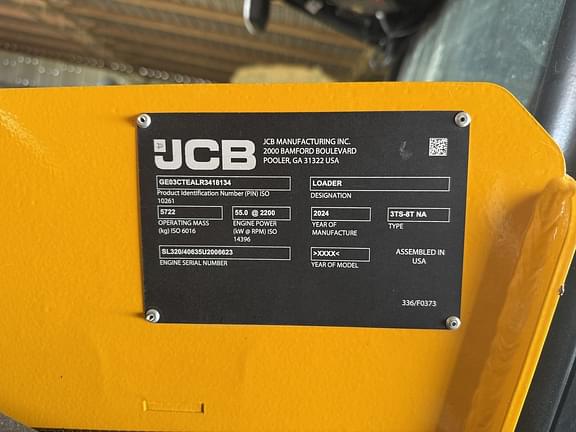 JCB
JCB MANUFACTURING INC.
2000 BAMFORD BOULEVARD
POOLER, GA 31322 USA
GE03CTEALR3418134
Product Identification Number (PIN) ISO
10261
LOADER
DESIGNATION
5722
OPERATING MASS
(kg) ISO 6016
55.0 @ 2200
ENGINE POWER
(kW @ RPM) ISO
14396
2024
YEAR OF
MANUFACTURE
3TS-8T NA
TYPE
SL320/40635U2006623
ENGINE SERIAL NUMBER
>XXXX<
YEAR OF MODEL
ASSEMBLED IN
USA
336/F0373